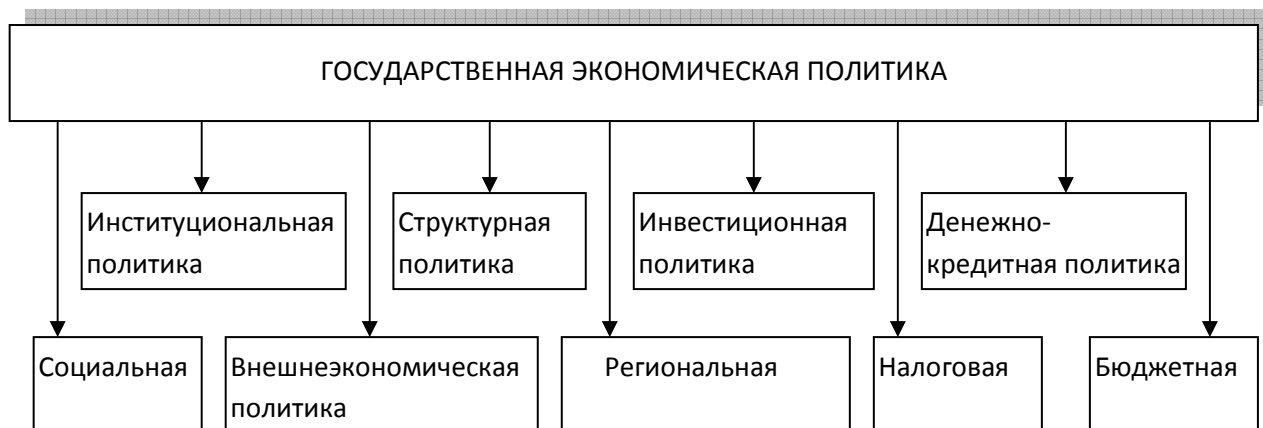 ГОСУДАРСТВЕННАЯ ЭКОНОМИЧЕСКАЯ ПОЛИТИКА
Институциональная
политика
Структурная
политика
Инвестиционная
политика
Денежно-
кредитная политика
Социальная
Внешнеэкономическая
политика
Региональная
Налоговая
Бюджетная